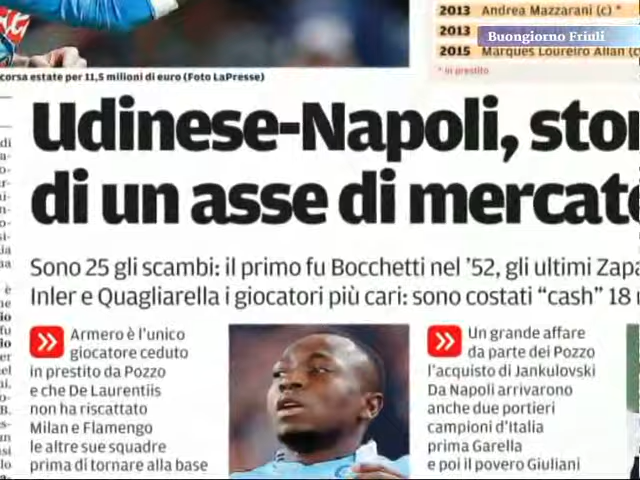 2013 Andrea Mazzarani (c) *
2013
Buongiorno Friuli
2015 Marques Loureiro Allan (c
* in prestito
corsa estate per 11,5 milioni di euro (Foto LaPresse)
Udinese-Napoli, stor
di un asse di mercato
Sono 25 gli scambi: il primo fu Bocchetti nel '52, gli ultimi Zapa
Inler e Quagliarella i giocatori più cari: sono costati “cash” 18
Armero è l'unico
giocatore ceduto
in prestito da Pozzo
e che De Laurentiis
non ha riscattato
Milan e Flamengo
le altre sue squadre
prima di tornare alla base
Un grande affare
da parte dei Pozzo
l'acquisto di Jankulovski
Da Napoli arrivarono
anche due portieri
campioni d'Italia
prima Garella
e poi il povero Giuliani